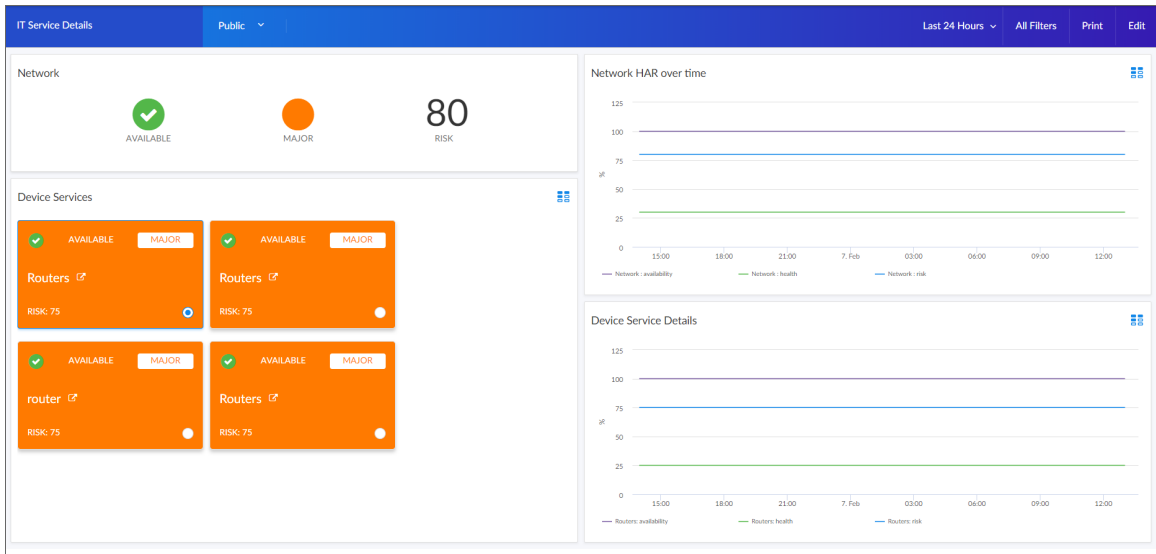 IT Service Details Public Last 24 Hours All Filters Print Edit
Network
AVAILABLE MAJOR 80
RISK
Device Services
AVAILABLE MAJOR
Routers
RISK: 75
AVAILABLE MAJOR
Routers
RISK: 75
AVAILABLE MAJOR
router
RISK: 75
AVAILABLE MAJOR
Routers
RISK: 75
Network HAR over time
125
100
75
50
25
0
%
15:00 18:00 21:00 7. Feb 03:00 06:00 09:00 12:00
Network : availability Network : health Network : risk
Device Service Details
125
100
75
50
25
0
%
15:00 18:00 21:00 7. Feb 03:00 06:00 09:00 12:00
Routers: availability Routers: health Routers: risk